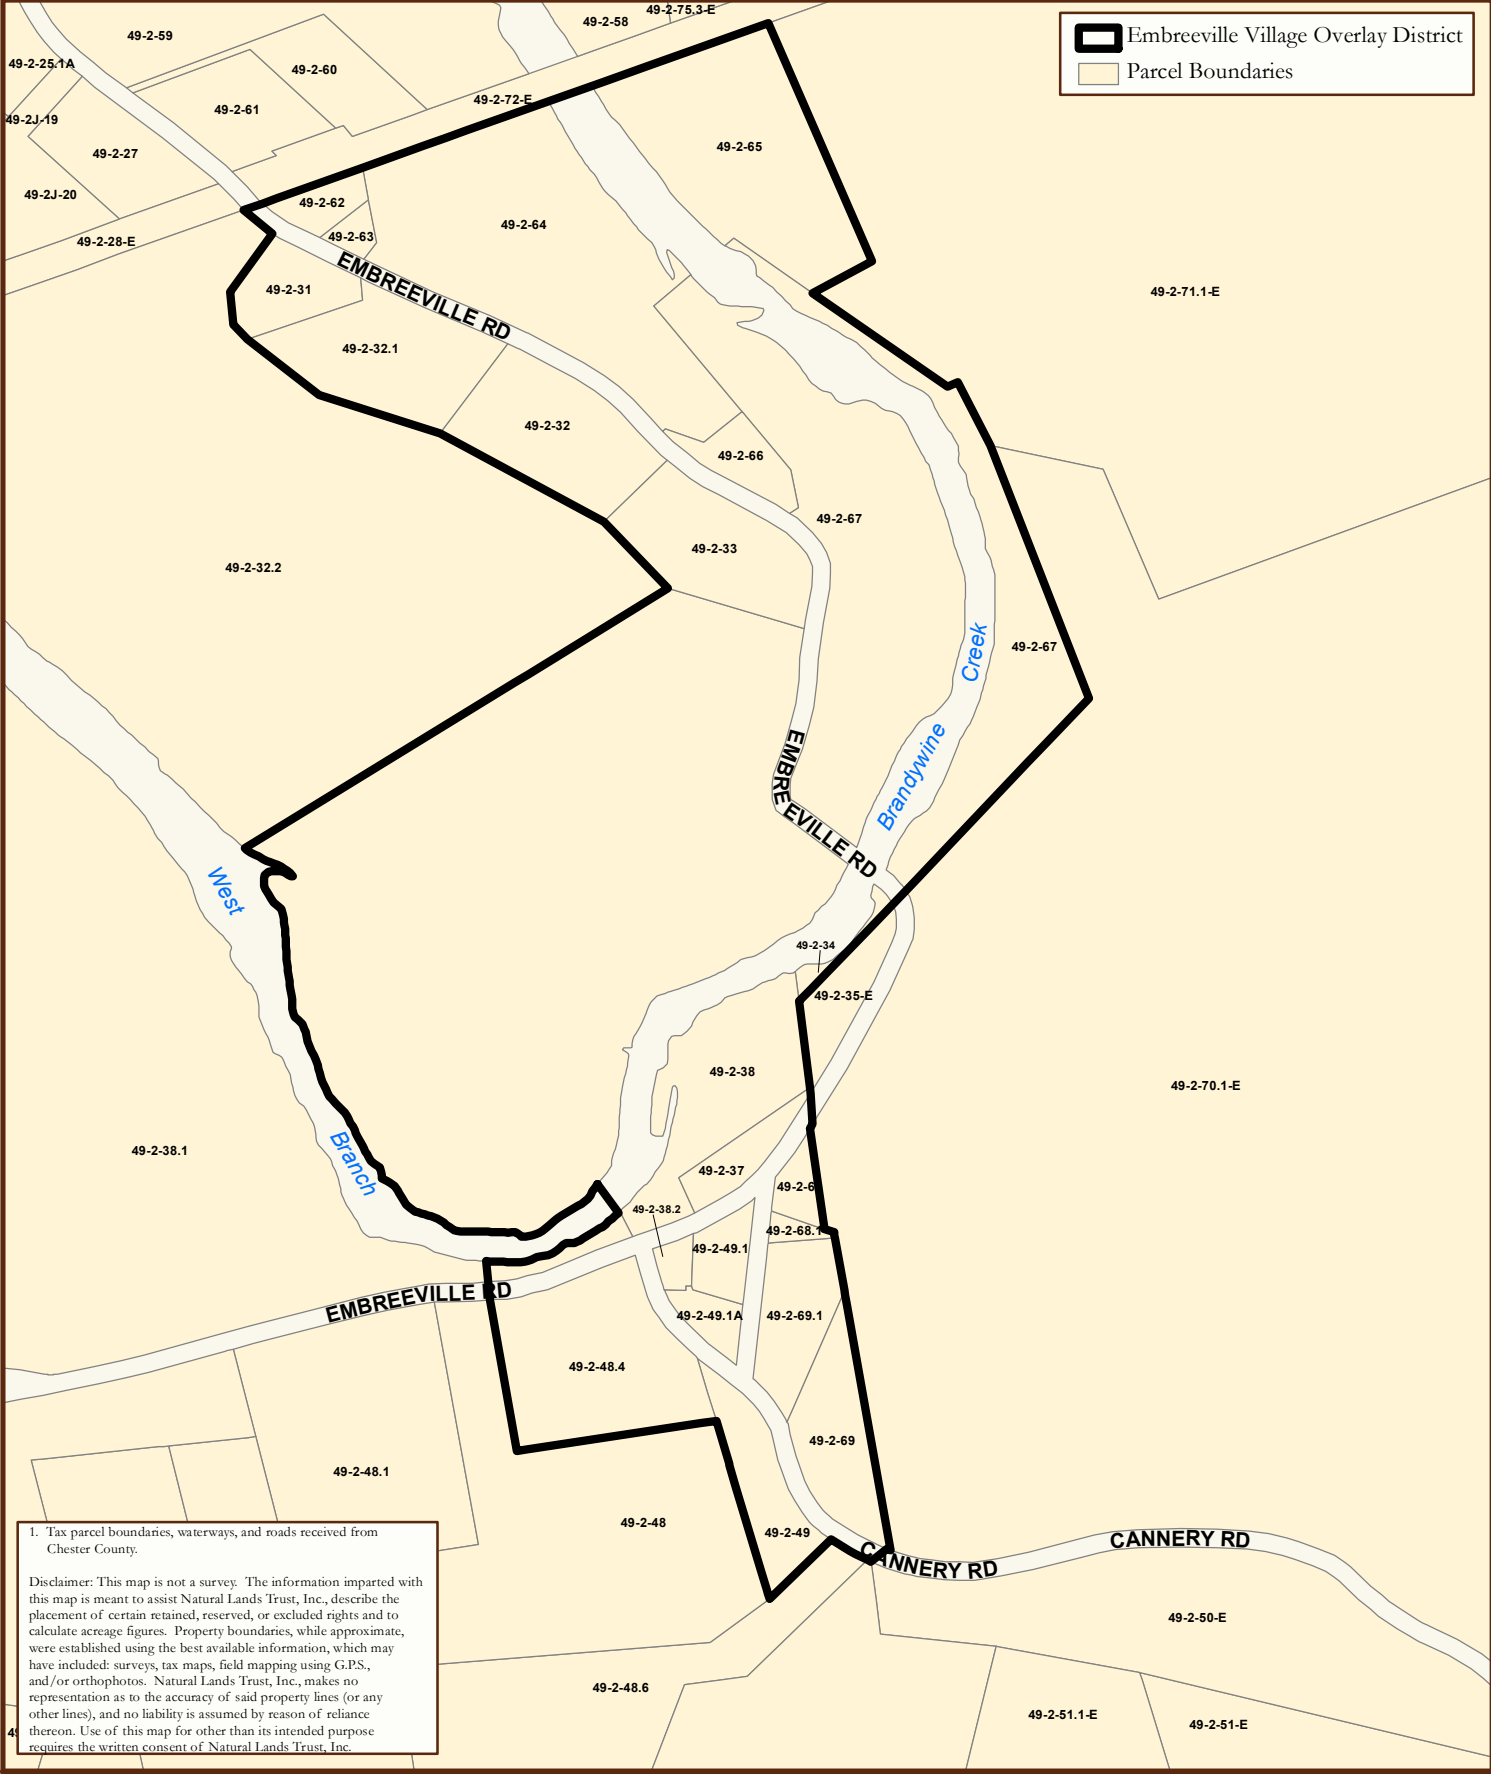 49-2-75.3-E
49-2-58
49-2-59
Embreeville Village Overlay District
Parcel Boundaries
49-2-25.1A
49-2-60
49-2-72-E
49-2-61
49-2J-19
49-2-65
49-2-27
49-2J-20
49-2-62
49-2-64
49-2-63
49-2-28-E
EMBREEVILLE RD
49-2-31
49-2-71.1-E
49-2-32.1
49-2-32
49-2-66
49-2-67
49-2-33
49-2-32.2
Creek
49-2-67
EMBRE
EVILLE RD
Brandywine
West
49-2-34
49-2-35-E
49-2-38
49-2-70.1-E
49-2-38.1
Branch
49-2-37
49-2-6
49-2-38.2
49-2-68.1
49-2-49.1
EMBREEVILLE RD
49-2-49.1A
49-2-69.1
49-2-48.4
49-2-69
49-2-48.1
49-2-48
49-2-49
CANNERY RD
CANNERY RD
1. Tax parcel boundaries, waterways, and roads received from
Chester County.
Disclaimer: This map is not a survey. The information imparted with
this map is meant to assist Natural Lands Trust, Inc., describe the
placement of certain retained, reserved, or excluded rights and to
calculate acreage figures. Property boundaries, while approximate,
were established using the best available information, which may
have included: surveys, tax maps, field mapping using G.P.S.,
and/or orthophotos. Natural Lands Trust, Inc., makes no
representation as to the accuracy of said property lines (or any
other lines), and no liability is assumed by reason of reliance
thereon. Use of this map for other than its intended purpose
requires the written consent of Natural Lands Trust, Inc.
49-2-50-E
49-2-48.6
49-2-51.1-E
49-2-51-E